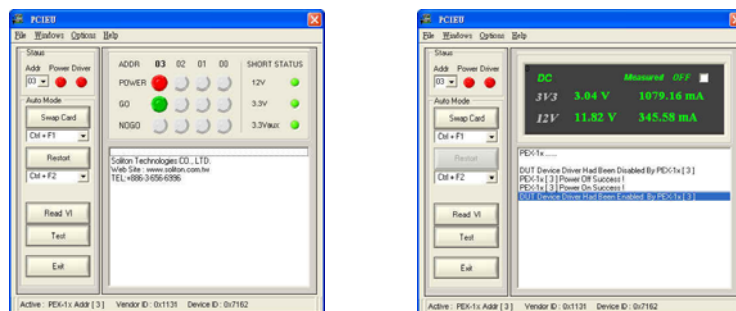 PCIEU
File Windows Options Help
Staus
Addr Power Driver
03
Auto Mode
Swap Card
Ctrl + F1
Restart
Ctrl + F2
Read VI
Test
Exit
ADDR 03 02 01 00 SHORT STATUS
POWER 12V
GO 3.3V
NOGO 3.3Vaux
Soliton Technologies CO., LTD.
Web Site : www.soliton.com.tw
TEL:+886-3-656-6996
Active : PEX-1x Addr [ 3 ] Vendor ID : 0x1131 Device ID : 0x7162
PCIEU
File Windows Options Help
Staus
Addr Power Driver
03
Auto Mode
Swap Card
Ctrl + F1
Restart
Ctrl + F2
Read VI
Test
Exit
DC Measured OFF
3V3 3.04 V 1079.16 mA
12V 11.82 V 345.58 mA
PEX-1x......
DUT Device Driver Had Been Disabled By PEX-1x [ 3 ]
PEX-1x [ 3 ] Power Off Success !
PEX-1x [ 3 ] Power On Success !
DUT Device Driver Had Been Enabled By PEX-1x [ 3 ]
Active : PEX-1x Addr [ 3 ] Vendor ID : 0x1131 Device ID : 0x7162